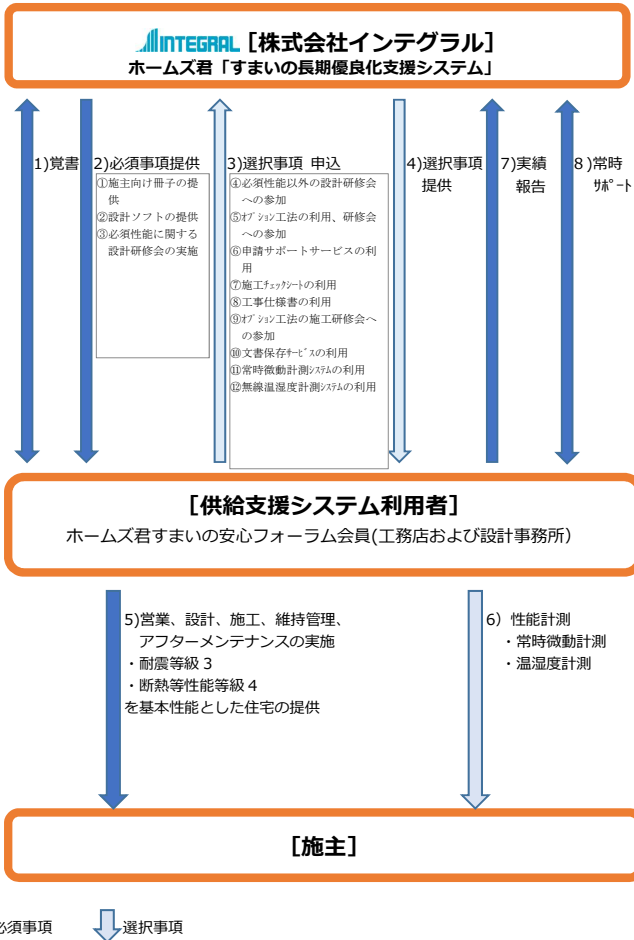 INTEGRAL [株式会社インテグラル]
ホームズ君「すまいの長期優良化支援システム」
1)覚書
2)必須事項提供
①施主向け冊子の提
供
②設計ソフトの提供
③必須性能に関する
設計研修会の実施
3)選択事項 申込
④必須性能以外の設計研修会
への参加
⑤ｵﾌﾟｼｮﾝ工法の利用、研修会
への参加
⑥申請サポートサービスの利
用
⑦施工ﾁｪｯｸｼｰﾄの利用
⑧工事仕様書の利用
⑨ｵﾌﾟｼｮﾝ工法の施工研修会へ
の参加
⑩文書保存ｻｰﾋﾞｽの利用
⑪常時微動計測ｼｽﾃﾑの利用
⑫無線温湿度計測ｼｽﾃﾑの利用
4)選択事項
提供
7)実績
報告
8)常時
ｻﾎﾟｰﾄ
[供給支援システム利用者]
ホームズ君すまいの安心フォーラム会員(工務店および設計事務所)
5)営業、設計、施工、維持管理、
アフターメンテナンスの実施
・耐震等級３
・断熱等性能等級４
を基本性能とした住宅の提供
6）性能計測
・常時微動計測
・温湿度計測
[施主]
必須事項
選択事項